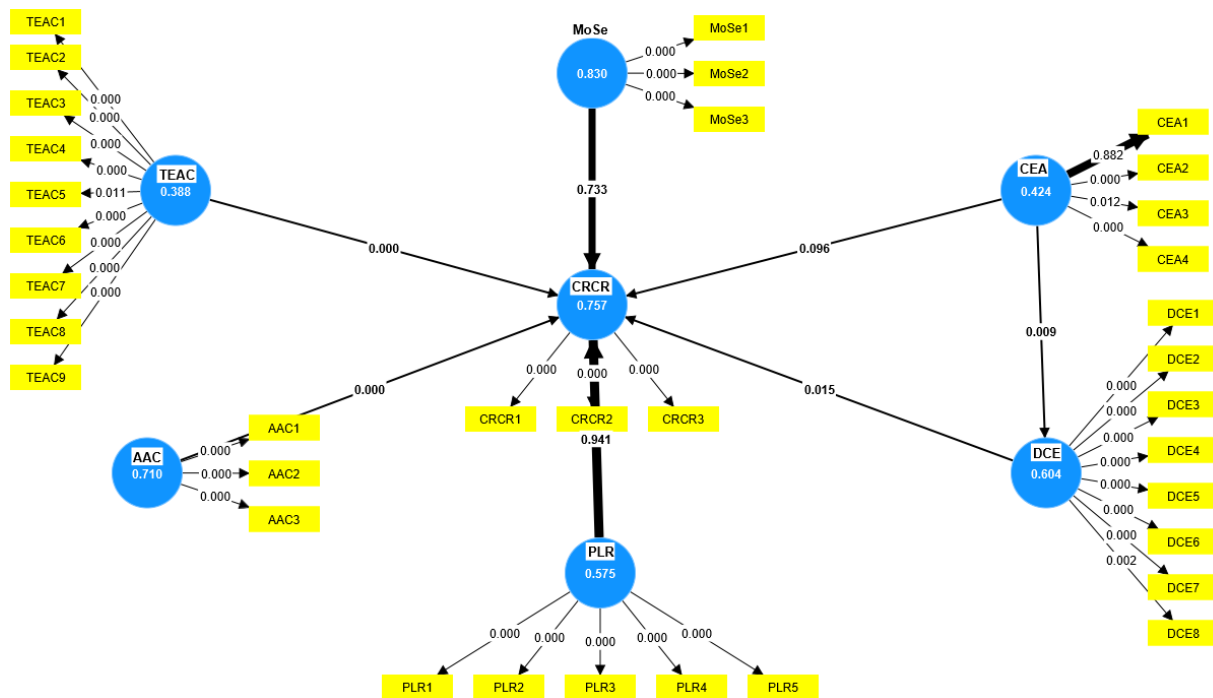 TEAC1
TEAC2
TEAC3
TEAC4
TEAC5
TEAC6
TEAC7
TEAC8
TEAC9
0.000
0.000
0.000
0.000
0.011
0.000
0.000
0.000
0.000
TEAC
0.388
0.000
MoSe
0.830
0.000
0.000
0.000
MoSe1
MoSe2
MoSe3
0.733
CEA
0.424
0.882
0.000
0.012
0.000
CEA1
CEA2
CEA3
CEA4
0.096
0.009
CRCR
0.757
0.000
0.000
0.000
CRCR1
CRCR2
CRCR3
0.941
0.015
0.000
AAC
0.710
0.000
0.000
0.000
AAC1
AAC2
AAC3
DCE
0.604
0.000
0.000
0.000
0.000
0.000
0.000
0.000
0.002
DCE1
DCE2
DCE3
DCE4
DCE5
DCE6
DCE7
DCE8
PLR
0.575
0.000
0.000
0.000
0.000
0.000
PLR1
PLR2
PLR3
PLR4
PLR5